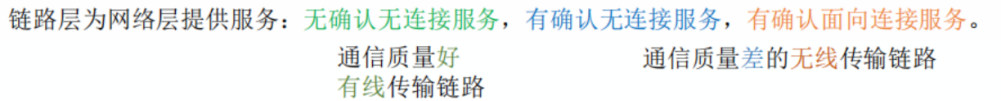 链路层为网络层提供服务：无确认无连接服务，有确认无连接服务，有确认面向连接服务。
通信质量好
有线传输链路
通信质量差的无线传输链路